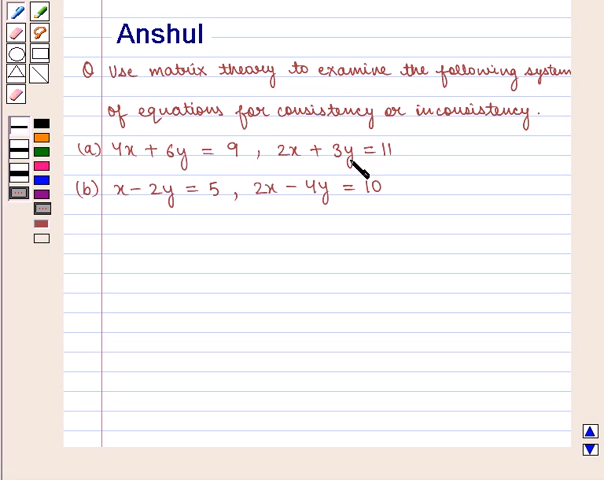 Anshul
Q Use matrix theory to examine the following system
of equations for consistency or inconsistency.
(a) 4x + 6y = 9 , 2x + 3y = 11
(b) x - 2y = 5 , 2x - 4y = 10